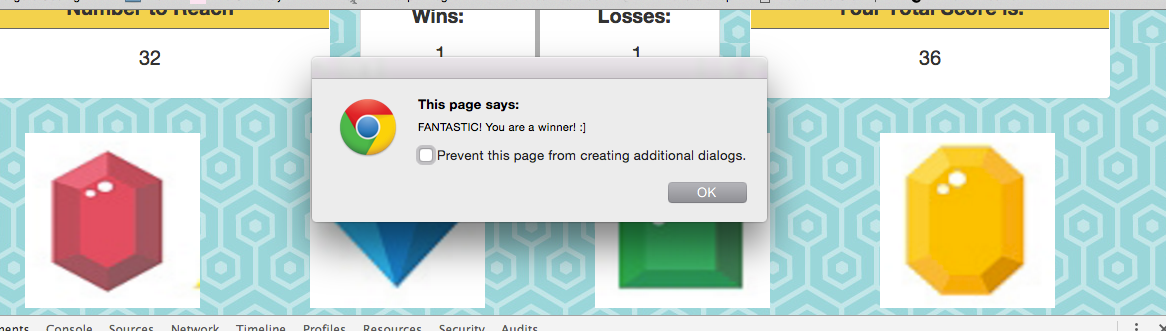 Number to Reach
Wins:
Losses:
Your Total Score is:
32
1
1
36
This page says:
FANTASTIC! You are a winner! :]
Prevent this page from creating additional dialogs.
OK
Console Sources Network Timeline Profiles Resources Security Audits